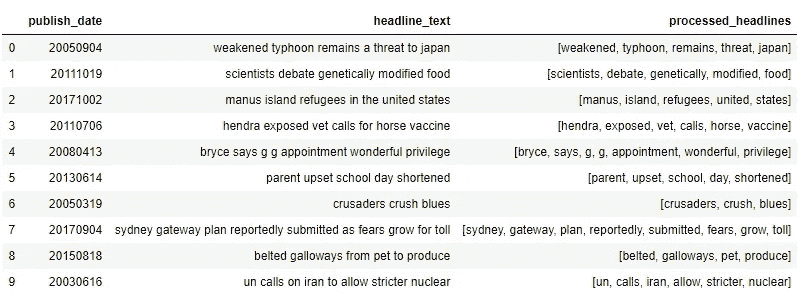 publish_date headline_text processed_headlines
0 20050904 weakened typhoon remains a threat to japan [weakened, typhoon, remains, threat, japan]
1 20111019 scientists debate genetically modified food [scientists, debate, genetically, modified, food]
2 20171002 manus island refugees in the united states [manus, island, refugees, united, states]
3 20110706 hendra exposed vet calls for horse vaccine [hendra, exposed, vet, calls, horse, vaccine]
4 20080413 bryce says g g appointment wonderful privilege [bryce, says, g, g, appointment, wonderful, privilege]
5 20130614 parent upset school day shortened [parent, upset, school, day, shortened]
6 20050319 crusaders crush blues [crusaders, crush, blues]
7 20170904 sydney gateway plan reportedly submitted as fears grow for toll [sydney, gateway, plan, reportedly, submitted, fears, grow, toll]
8 20150818 belted galloways from pet to produce [belted, galloways, pet, produce]
9 20030616 un calls on iran to allow stricter nuclear [un, calls, iran, allow, stricter, nuclear]